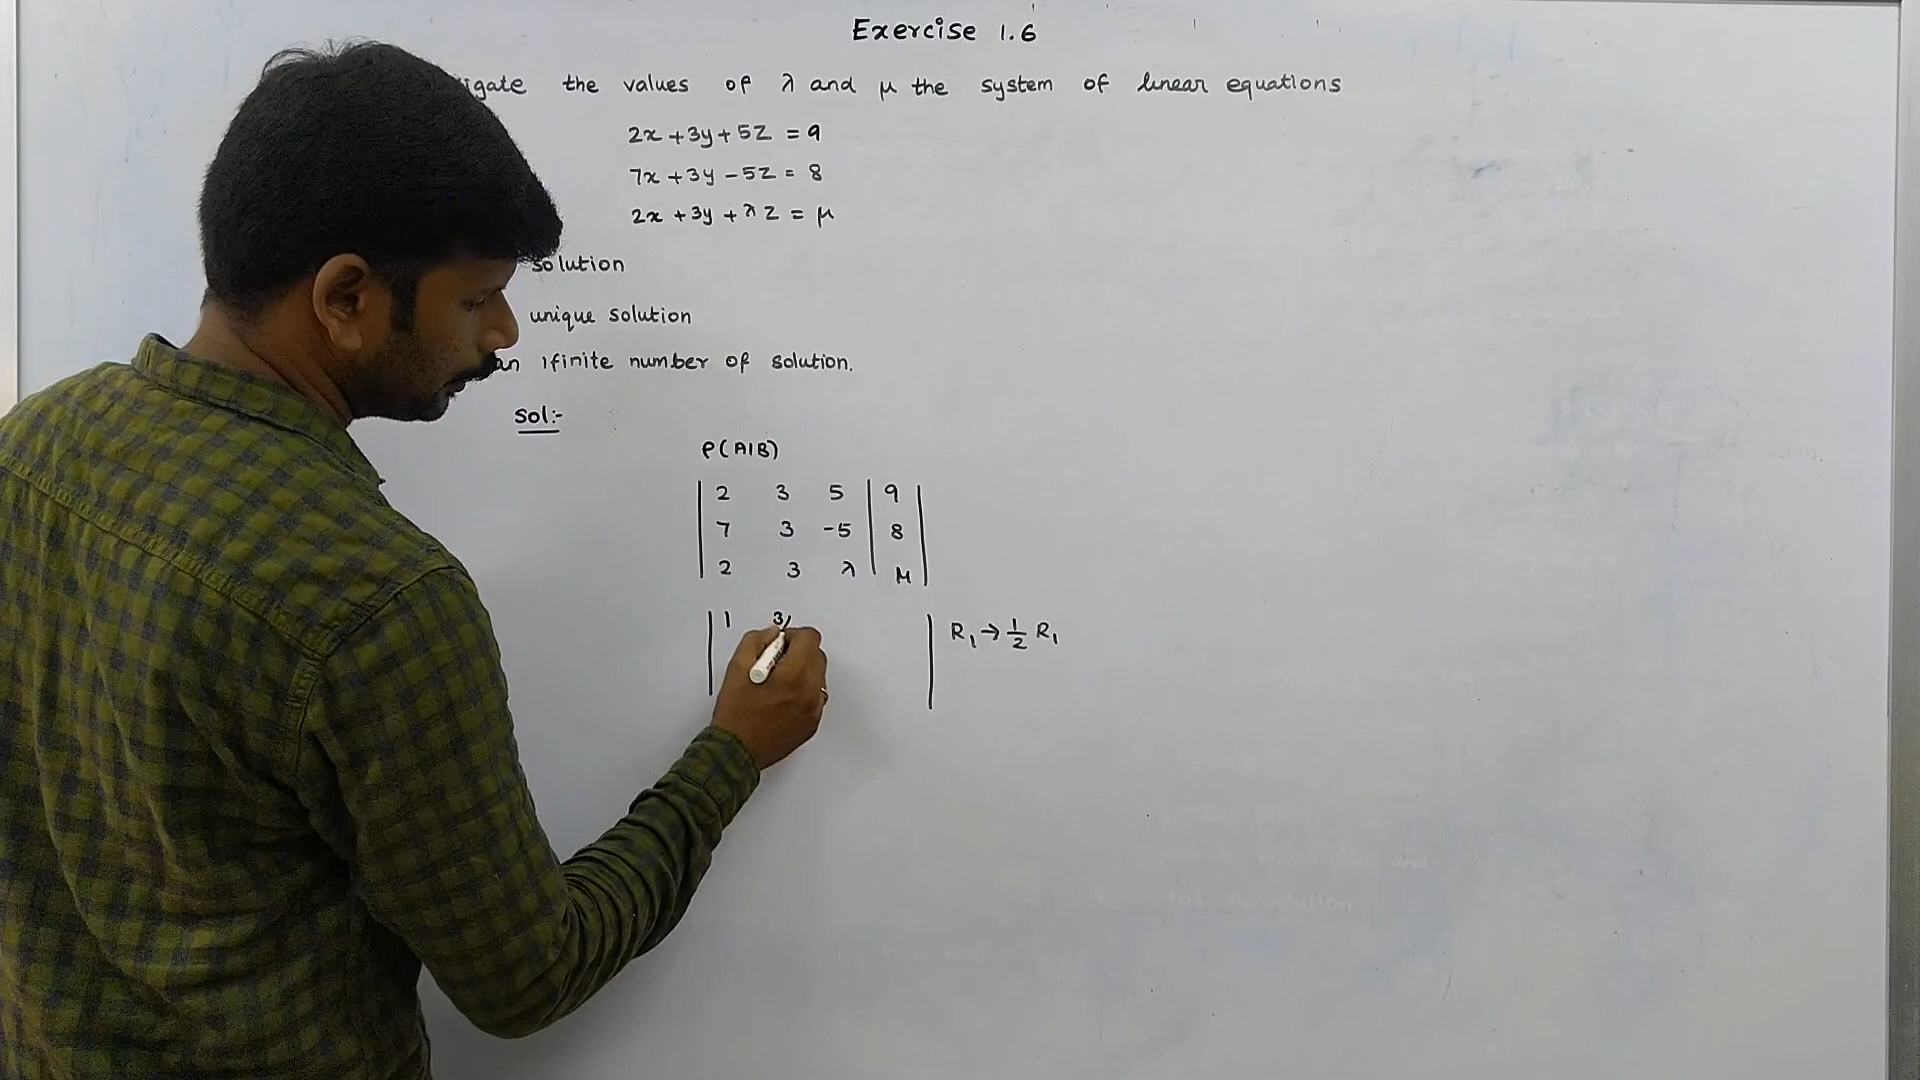 Exercise 1.6
the values of λ and μ the system of linear equations
2x + 3y + 5z = 9
7x + 3y - 5z = 8
2x + 3y + λz = μ
solution
unique solution
an ifinite number of solution.
Sol:-
ρ(A|B)
| 2 3 5 | 9 |
| 7 3 -5 | 8 |
| 2 3 λ | μ |
| 1 3/ | R₁ → 1/2 R₁